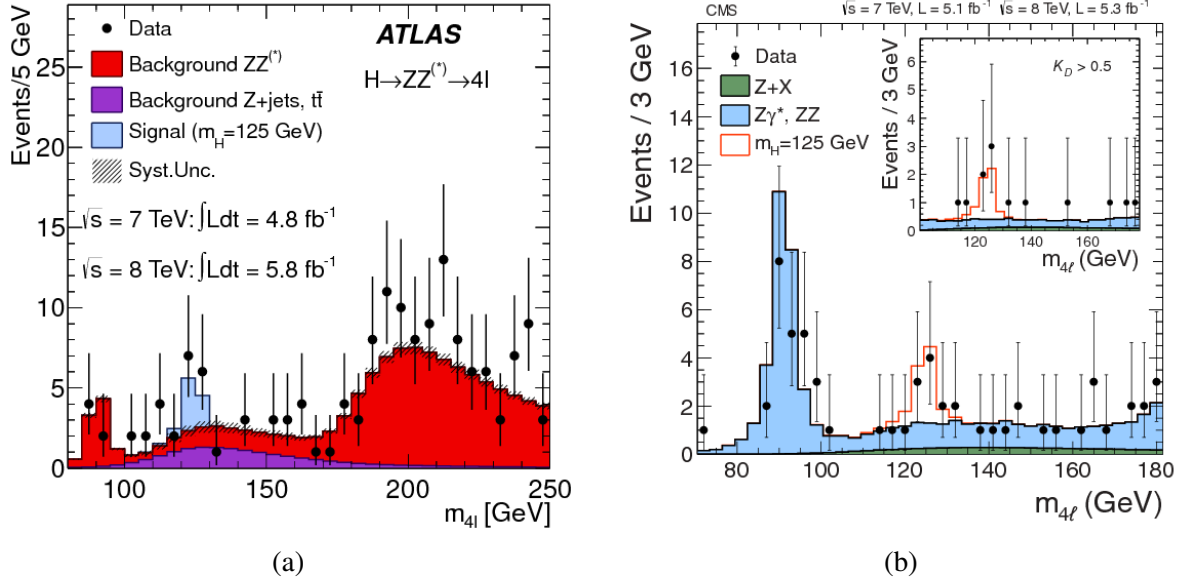 Events/5 GeV
25
20
15
10
5
0
Data
Background ZZ(*)
Background Z+jets, tt̄
Signal (mH=125 GeV)
Syst.Unc.
√s = 7 TeV: ∫Ldt = 4.8 fb-1
√s = 8 TeV: ∫Ldt = 5.8 fb-1
ATLAS
H→ZZ(*)→4l
100 150 200 250
m4l [GeV]
(a)
CMS √s = 7 TeV, L = 5.1 fb-1 √s = 8 TeV, L = 5.3 fb-1
Events / 3 GeV
16
14
12
10
8
6
4
2
0
Data
Z+X
Zγ*, ZZ
mH=125 GeV
Events / 3 GeV
6
5
4
3
2
1
0
KD > 0.5
120 140 160
m4ℓ (GeV)
80 100 120 140 160 180
m4ℓ (GeV)
(b)